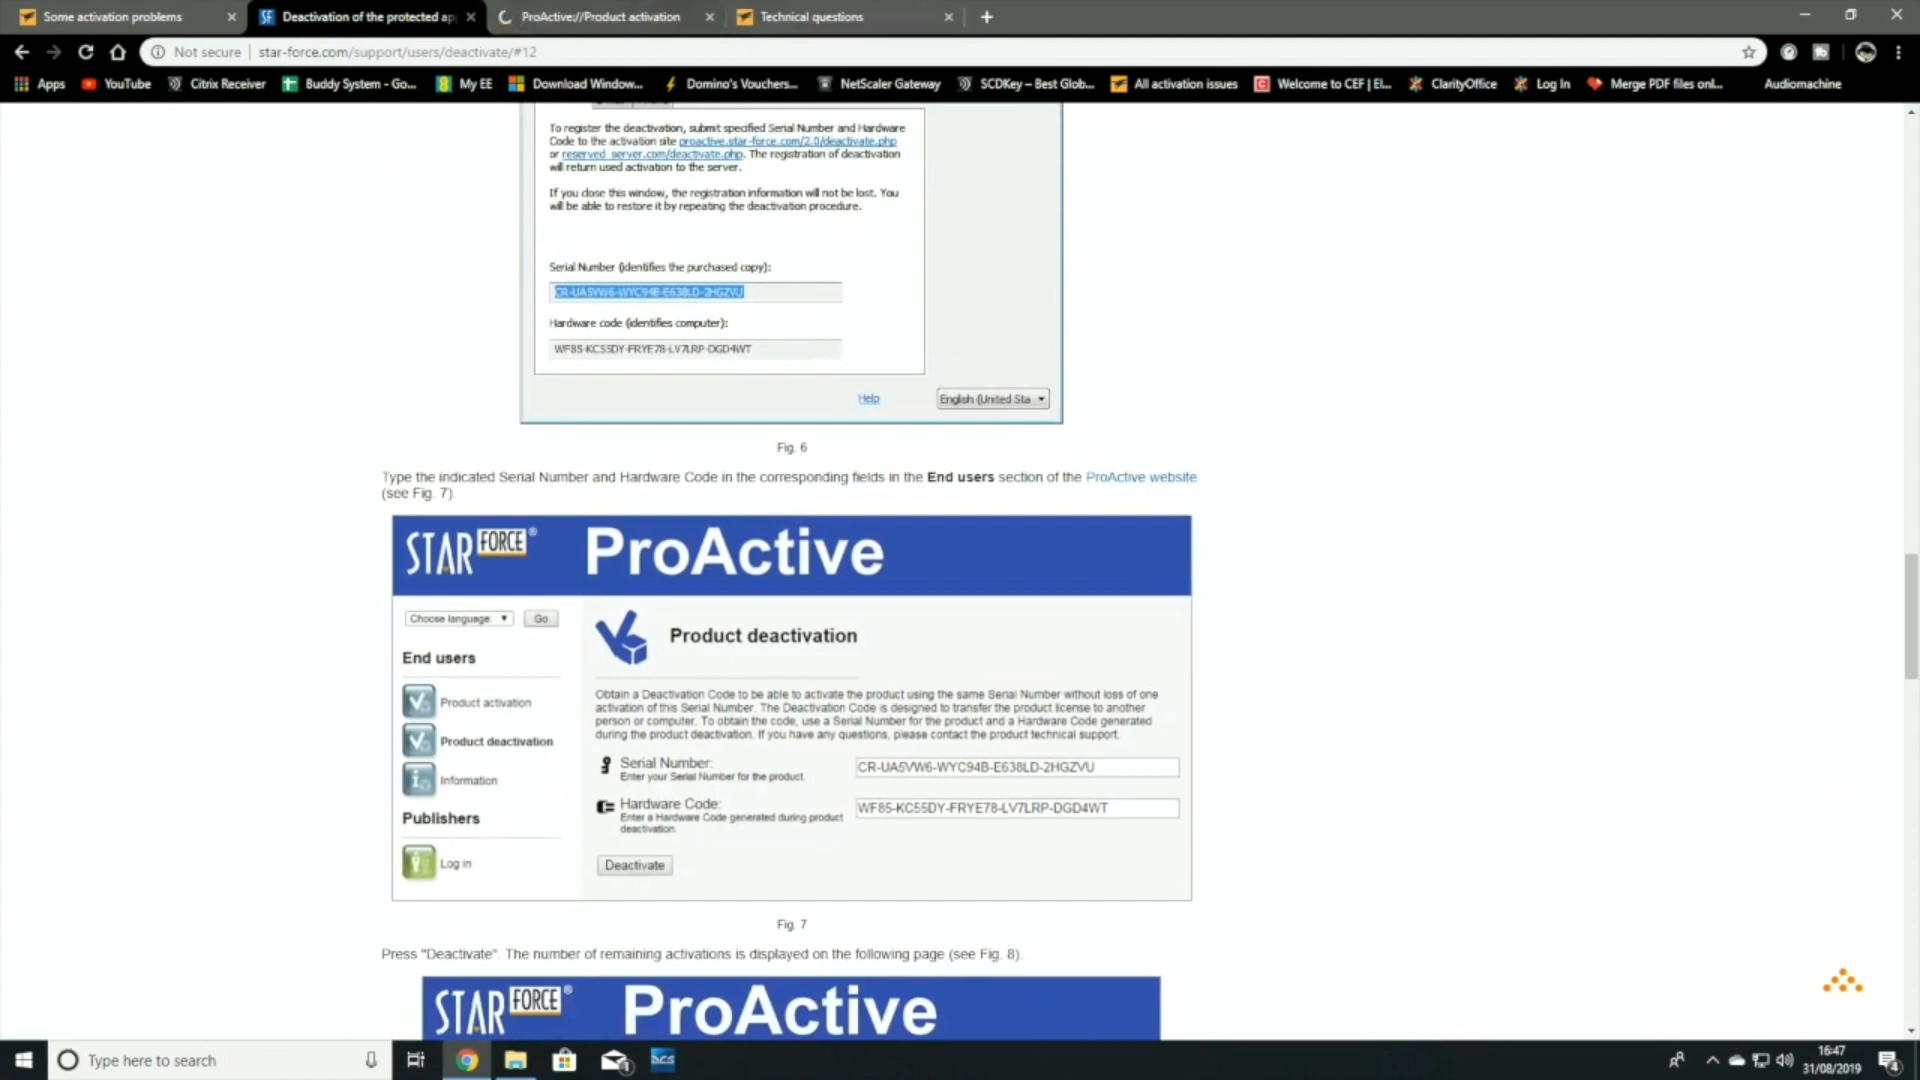 Some activation problems
Deactivation of the protected ap
ProActive://Product activation
Technical questions
Not secure
star-force.com/support/users/deactivate/#12
Apps
YouTube
Citrix Receiver
Buddy System - Go...
My EE
Download Window...
Domino's Vouchers...
NetScaler Gateway
SCDKey – Best Glob...
All activation issues
Welcome to CEF | El...
ClarityOffice
Log In
Merge PDF files onl...
Audiomachine
To register the deactivation, submit specified Serial Number and Hardware
Code to the activation site proactive.star-force.com/2.0/deactivate.php
or reserved_server.com/deactivate.php. The registration of deactivation
will return used activation to the server.
If you close this window, the registration information will not be lost. You
will be able to restore it by repeating the deactivation procedure.
Serial Number (identifies the purchased copy):
CR-UA5VW6-WYC94B-E638LD-2HGZVU
Hardware code (identifies computer):
WF85-KC55DY-FRYE78-LV7LRP-DGD4WT
Help
English (United Sta
Fig. 6
Type the indicated Serial Number and Hardware Code in the corresponding fields in the End users section of the ProActive website
(see Fig. 7).
STAR FORCE® ProActive
Choose language: Go
Product deactivation
End users
Product activation
Product deactivation
Information
Publishers
Log in
Obtain a Deactivation Code to be able to activate the product using the same Serial Number without loss of one
activation of this Serial Number. The Deactivation Code is designed to transfer the product license to another
person or computer. To obtain the code, use a Serial Number for the product and a Hardware Code generated
during the product deactivation. If you have any questions, please contact the product technical support.
Serial Number:
Enter your Serial Number for the product.
CR-UA5VW6-WYC94B-E638LD-2HGZVU
Hardware Code:
Enter a Hardware Code generated during product
deactivation.
WF85-KC55DY-FRYE78-LV7LRP-DGD4WT
Deactivate
Fig. 7
Press "Deactivate". The number of remaining activations is displayed on the following page (see Fig. 8).
STAR FORCE® ProActive
Type here to search
DCS
16:47
31/08/2019
4